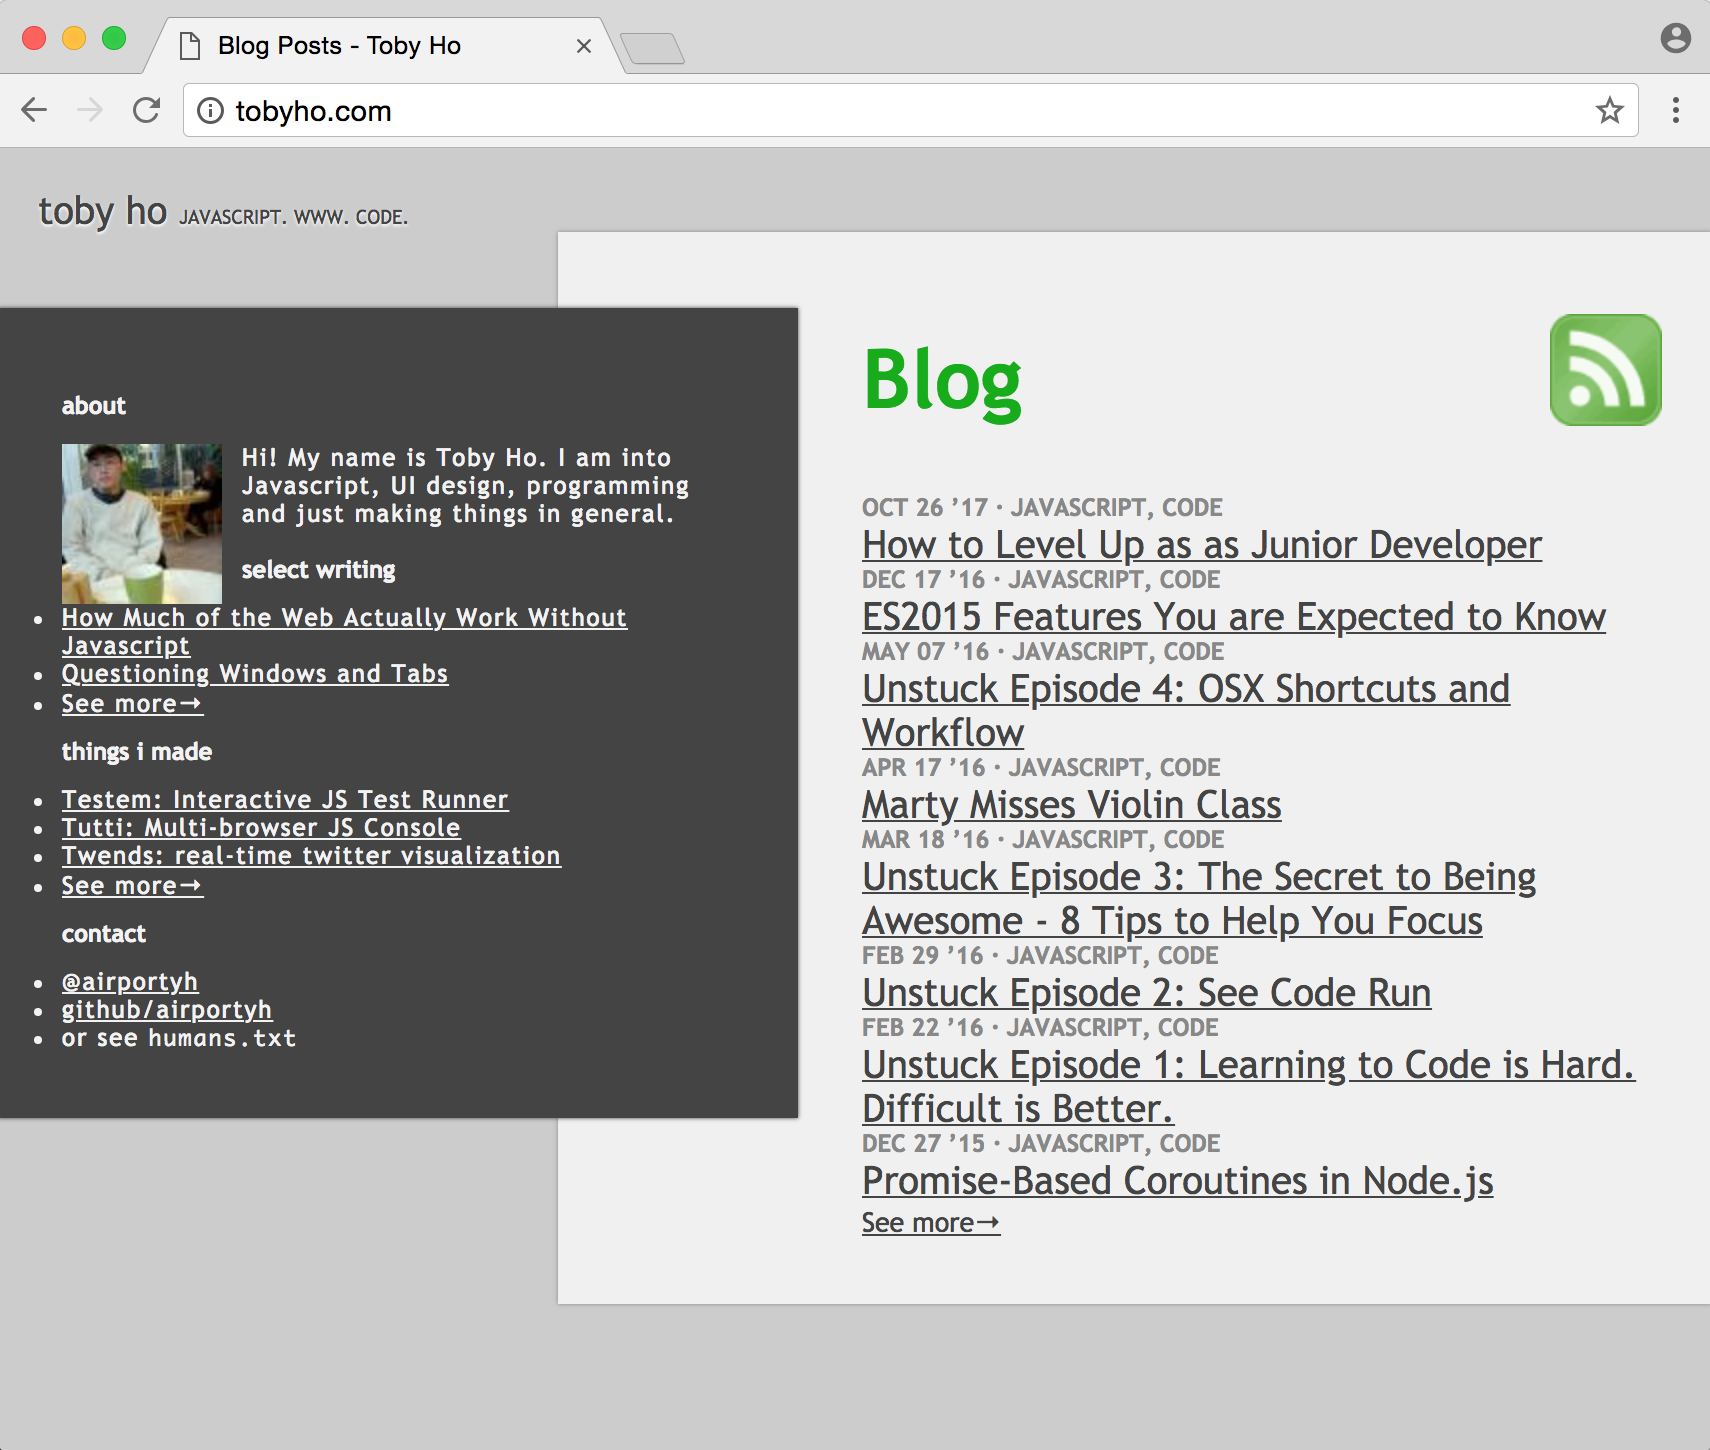 Blog Posts - Toby Ho
tobyho.com
toby ho JAVASCRIPT. WWW. CODE.
about
Hi! My name is Toby Ho. I am into
Javascript, UI design, programming
and just making things in general.
select writing
How Much of the Web Actually Work Without
Javascript
Questioning Windows and Tabs
See more→
things i made
Testem: Interactive JS Test Runner
Tutti: Multi-browser JS Console
Twends: real-time twitter visualization
See more→
contact
@airportyh
github/airportyh
or see humans.txt
Blog
OCT 26 ’17 · JAVASCRIPT, CODE
How to Level Up as as Junior Developer
DEC 17 ’16 · JAVASCRIPT, CODE
ES2015 Features You are Expected to Know
MAY 07 ’16 · JAVASCRIPT, CODE
Unstuck Episode 4: OSX Shortcuts and
Workflow
APR 17 ’16 · JAVASCRIPT, CODE
Marty Misses Violin Class
MAR 18 ’16 · JAVASCRIPT, CODE
Unstuck Episode 3: The Secret to Being
Awesome - 8 Tips to Help You Focus
FEB 29 ’16 · JAVASCRIPT, CODE
Unstuck Episode 2: See Code Run
FEB 22 ’16 · JAVASCRIPT, CODE
Unstuck Episode 1: Learning to Code is Hard.
Difficult is Better.
DEC 27 ’15 · JAVASCRIPT, CODE
Promise-Based Coroutines in Node.js
See more→